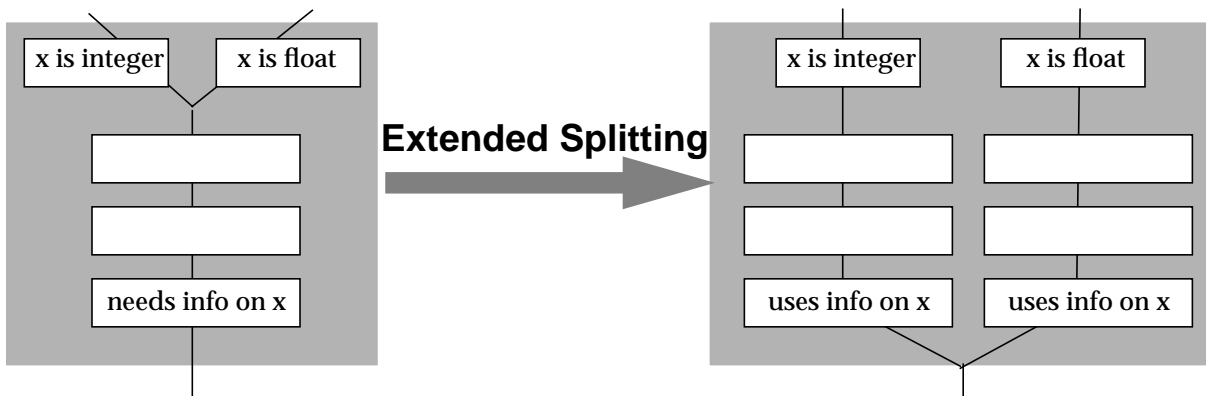 x is integer
x is float
needs info on x
Extended Splitting
x is integer
x is float
uses info on x
uses info on x